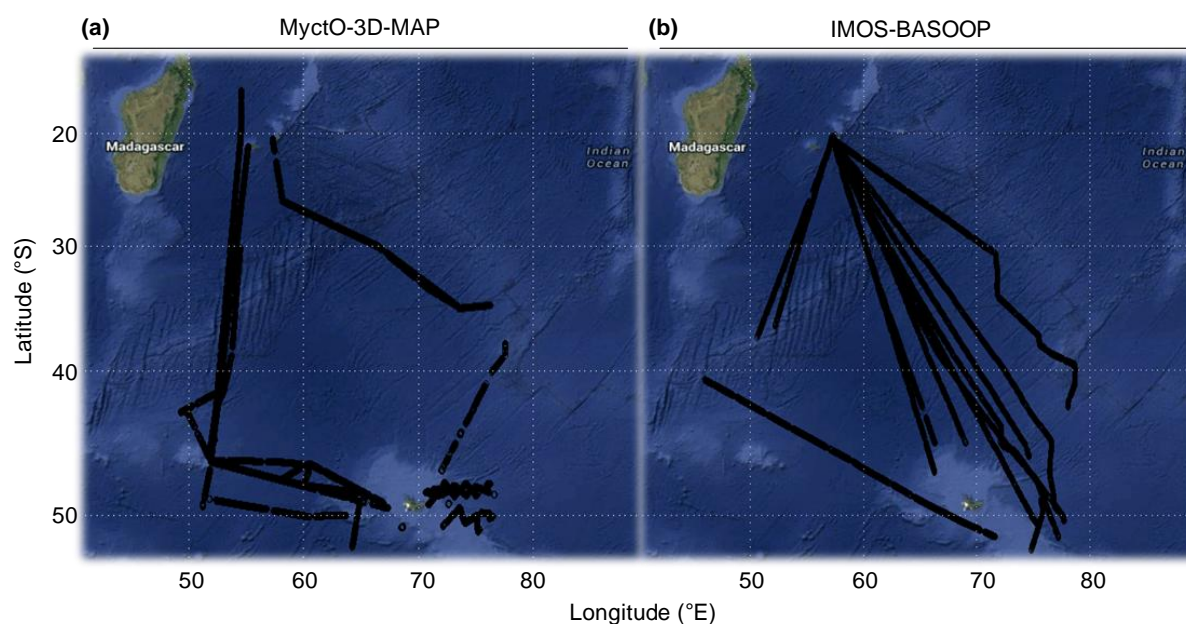 (a) MyctO-3D-MAP (b) IMOS-BASOOP
20
30
40
50
Latitude (°S)
Madagascar
Indian
Ocean
Madagascar
Indian
Ocean
50 60 70 80 50 60 70 80
Longitude (°E)